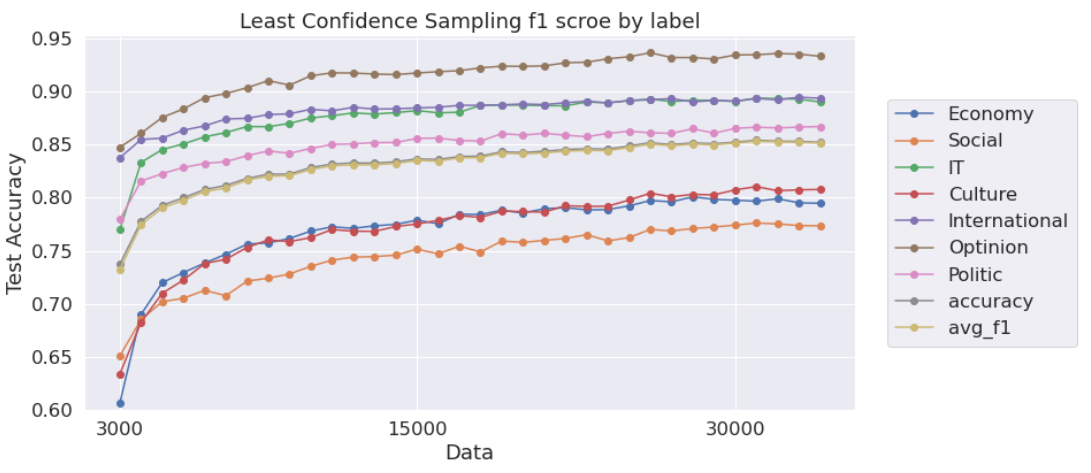 Least Confidence Sampling f1 scroe by label
Test Accuracy
0.95
0.90
0.85
0.80
0.75
0.70
0.65
0.60
3000
15000
30000
Data
Economy
Social
IT
Culture
International
Optinion
Politic
accuracy
avg_f1